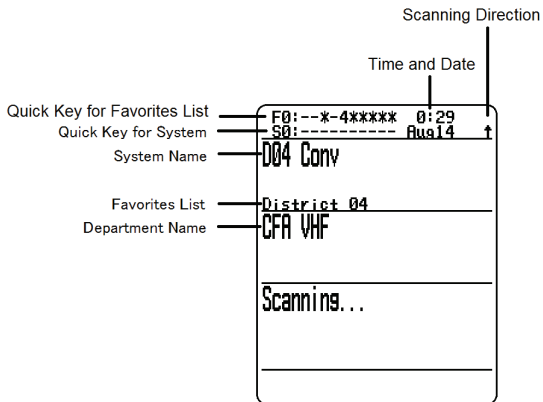 Scanning Direction
Time and Date
Quick Key for Favorites List
F0:--*-4***** 0:29
Quick Key for System
S0:---------- Aug14 ↑
System Name
D04 Conv
Favorites List
District 04
Department Name
CFA VHF
Scanning...